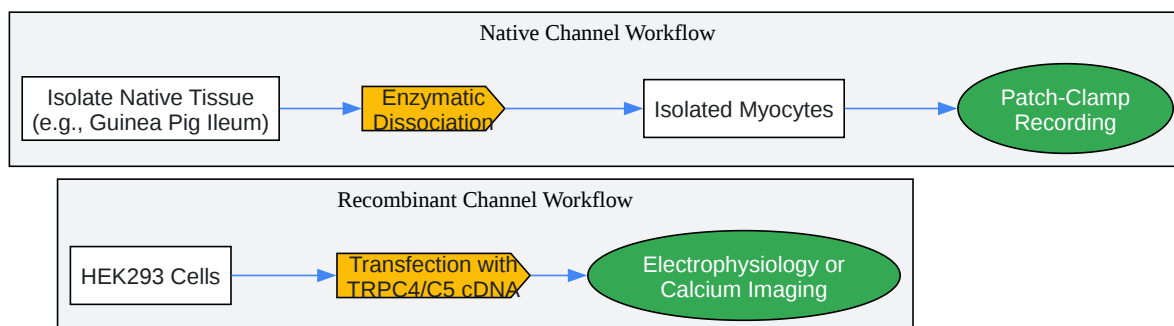 Native Channel Workflow
Isolate Native Tissue
(e.g., Guinea Pig Ileum)
Enzymatic
Dissociation
Isolated Myocytes
Patch-Clamp
Recording
Recombinant Channel Workflow
HEK293 Cells
Transfection with
TRPC4/C5 cDNA
Electrophysiology or
Calcium Imaging